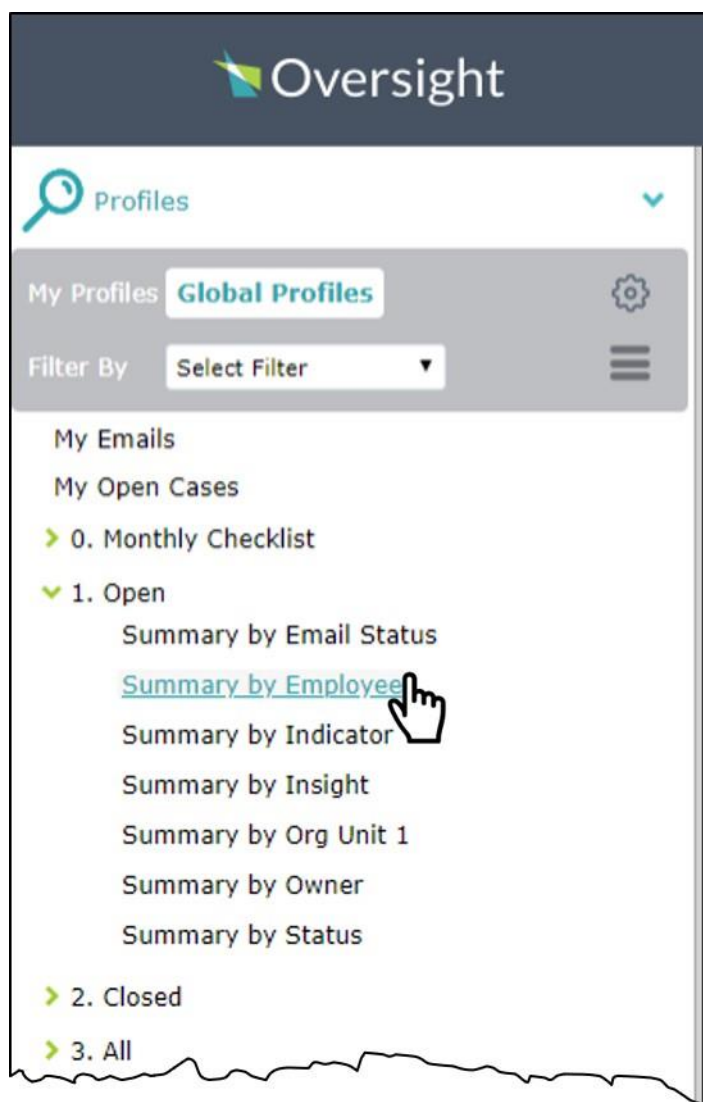 Oversight
Profiles
My Profiles Global Profiles
Filter By Select Filter
My Emails
My Open Cases
0. Monthly Checklist
1. Open
Summary by Email Status
Summary by Employee
Summary by Indicator
Summary by Insight
Summary by Org Unit 1
Summary by Owner
Summary by Status
2. Closed
3. All